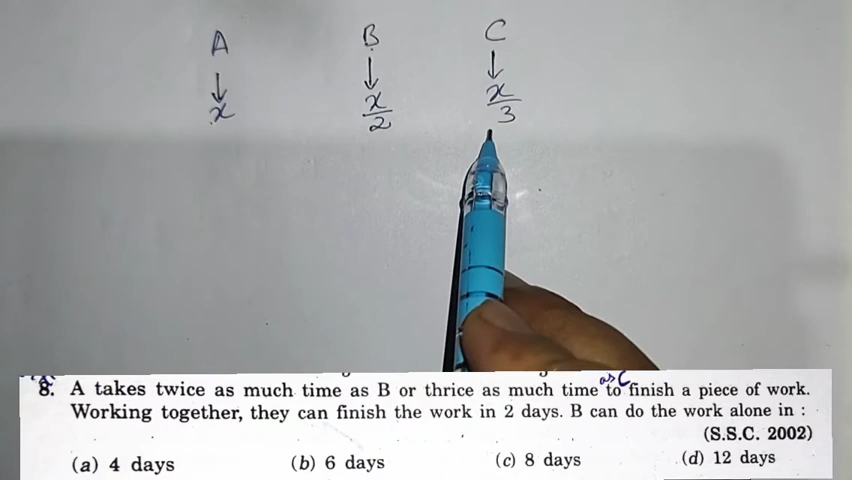 A B C
↓ ↓ ↓
x x/2 x/3
8. A takes twice as much time as B or thrice as much time as C to finish a piece of work.
Working together, they can finish the work in 2 days. B can do the work alone in :
(S.S.C. 2002)
(a) 4 days (b) 6 days (c) 8 days (d) 12 days